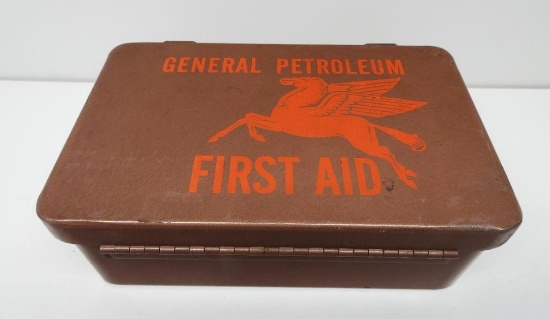 GENERAL PETROLEUM
FIRST AID